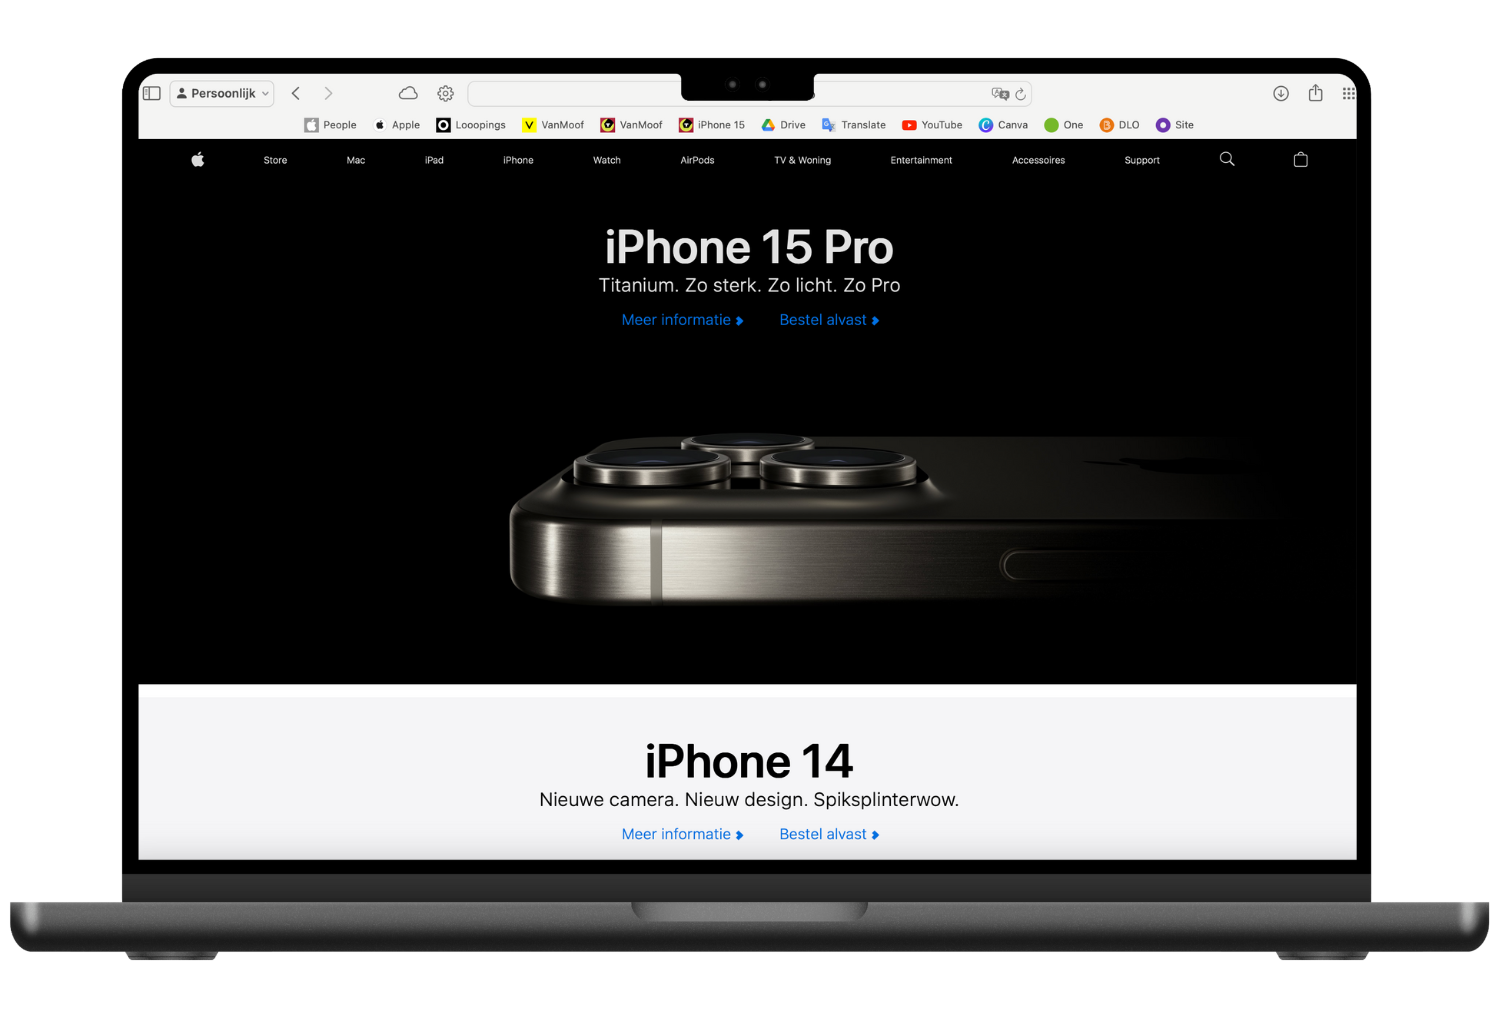 Persoonlijk
People Apple Looopings VanMoof VanMoof iPhone 15 Drive Translate YouTube Canva One DLO Site
Store Mac iPad iPhone Watch AirPods TV & Woning Entertainment Accessoires Support
iPhone 15 Pro
Titanium. Zo sterk. Zo licht. Zo Pro
Meer informatie Bestel alvast
iPhone 14
Nieuwe camera. Nieuw design. Spiksplinterwow.
Meer informatie Bestel alvast